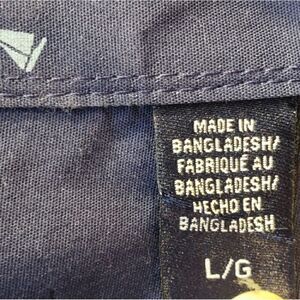 MADE IN
BANGLADESH/
FABRIQUÉ AU
BANGLADESH/
HECHO EN
BANGLADESH
L/G